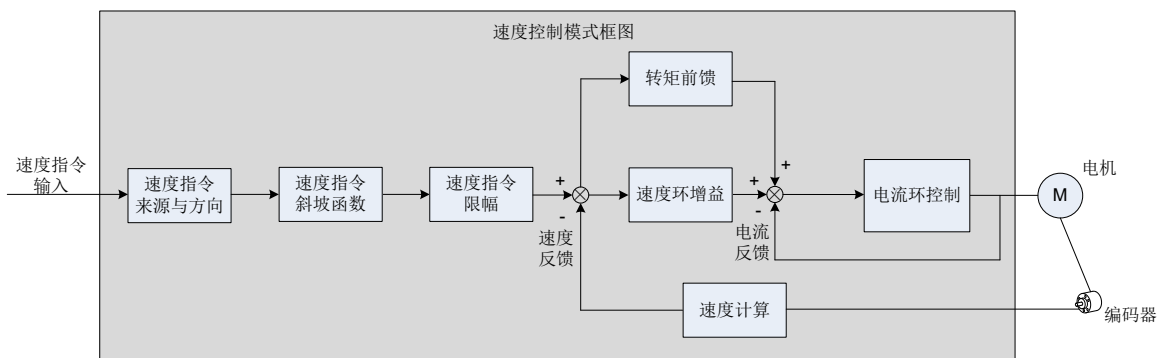 速度控制模式框图
转矩前馈
速度指令
输入
速度指令
来源与方向
速度指令
斜坡函数
速度指令
限幅
+
-
速度
反馈
速度环增益
+
+
-
电流
反馈
电流环控制
电机
M
速度计算
编码器